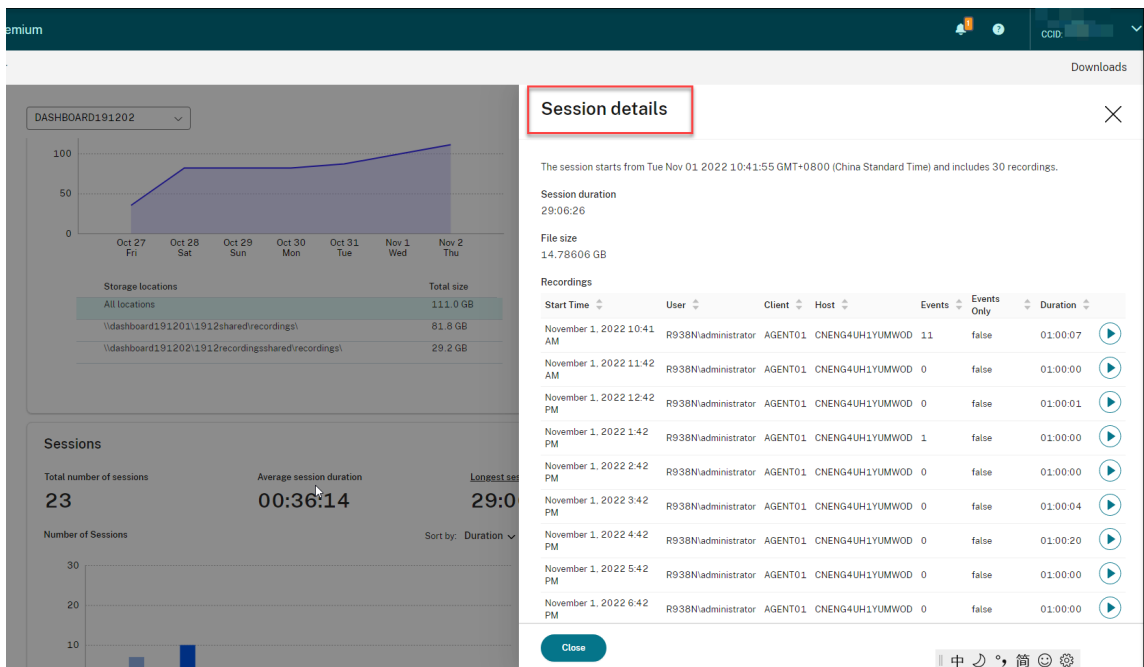 emium
1
?
CCID:
Downloads
DASHBOARD191202
100
50
0
Oct 27 Oct 28 Oct 29 Oct 30 Oct 31 Nov 1 Nov 2
Fri Sat Sun Mon Tue Wed Thu
Storage locations Total size
All locations 111.0 GB
\\dashboard191201\1912shared\recordings\ 81.8 GB
\\dashboard191202\1912recordingsshared\recordings\ 29.2 GB
Sessions
Total number of sessions Average session duration Longest ses
23 00:36:14 29:0
Number of Sessions Sort by: Duration
30
20
10
Session details
The session starts from Tue Nov 01 2022 10:41:55 GMT+0800 (China Standard Time) and includes 30 recordings.
Session duration
29:06:26
File size
14.78606 GB
Recordings
Start Time User Client Host Events Events Only Duration
November 1, 2022 10:41 AM R938N\administrator AGENT01 CNENG4UH1YUMWOD 11 false 01:00:07
November 1, 2022 11:42 AM R938N\administrator AGENT01 CNENG4UH1YUMWOD 0 false 01:00:00
November 1, 2022 12:42 PM R938N\administrator AGENT01 CNENG4UH1YUMWOD 0 false 01:00:01
November 1, 2022 1:42 PM R938N\administrator AGENT01 CNENG4UH1YUMWOD 1 false 01:00:00
November 1, 2022 2:42 PM R938N\administrator AGENT01 CNENG4UH1YUMWOD 0 false 01:00:00
November 1, 2022 3:42 PM R938N\administrator AGENT01 CNENG4UH1YUMWOD 0 false 01:00:04
November 1, 2022 4:42 PM R938N\administrator AGENT01 CNENG4UH1YUMWOD 0 false 01:00:20
November 1, 2022 5:42 PM R938N\administrator AGENT01 CNENG4UH1YUMWOD 0 false 01:00:00
November 1, 2022 6:42 PM R938N\administrator AGENT01 CNENG4UH1YUMWOD 0 false 01:00:00
Close
中 简